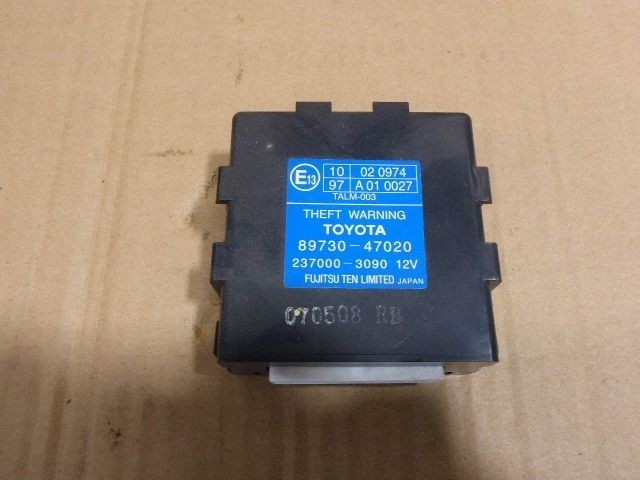 E13 10 02 0974
97 A 01 0027
TALM-003
THEFT WARNING
TOYOTA
89730-47020
237000-3090 12V
FUJITSU TEN LIMITED JAPAN
070508 RB